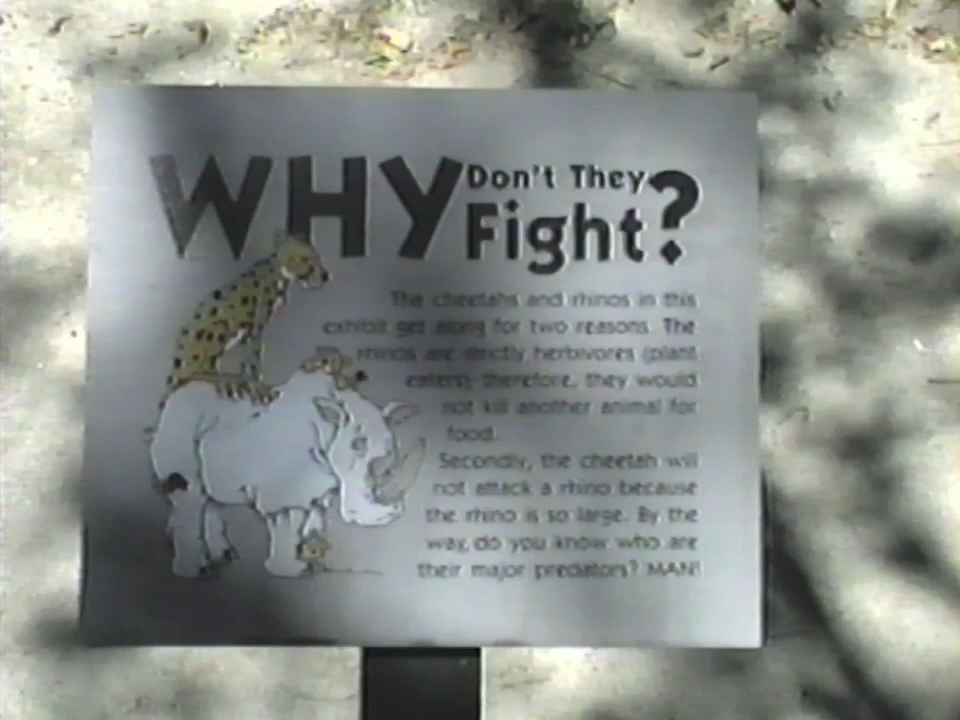 WHY Don't They
Fight?
The cheetahs and rhinos in this
exhibit get along for two reasons. The
rhinos are strictly herbivores (plant
eaters); therefore, they would
not kill another animal for
food.
Secondly, the cheetah will
not attack a rhino because
the rhino is so large. By the
way, do you know who are
their major predators? MAN!